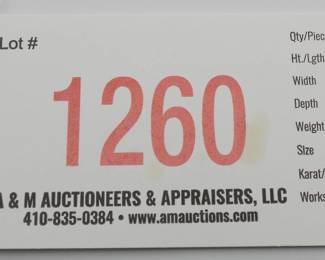 Lot #
1260
& M AUCTIONEERS & APPRAISERS, LLC
410-835-0384 • www.amauctions.com
Qty/Piec
Ht./Lgth
Width
Depth
Weight
SIze
Karat/
Works